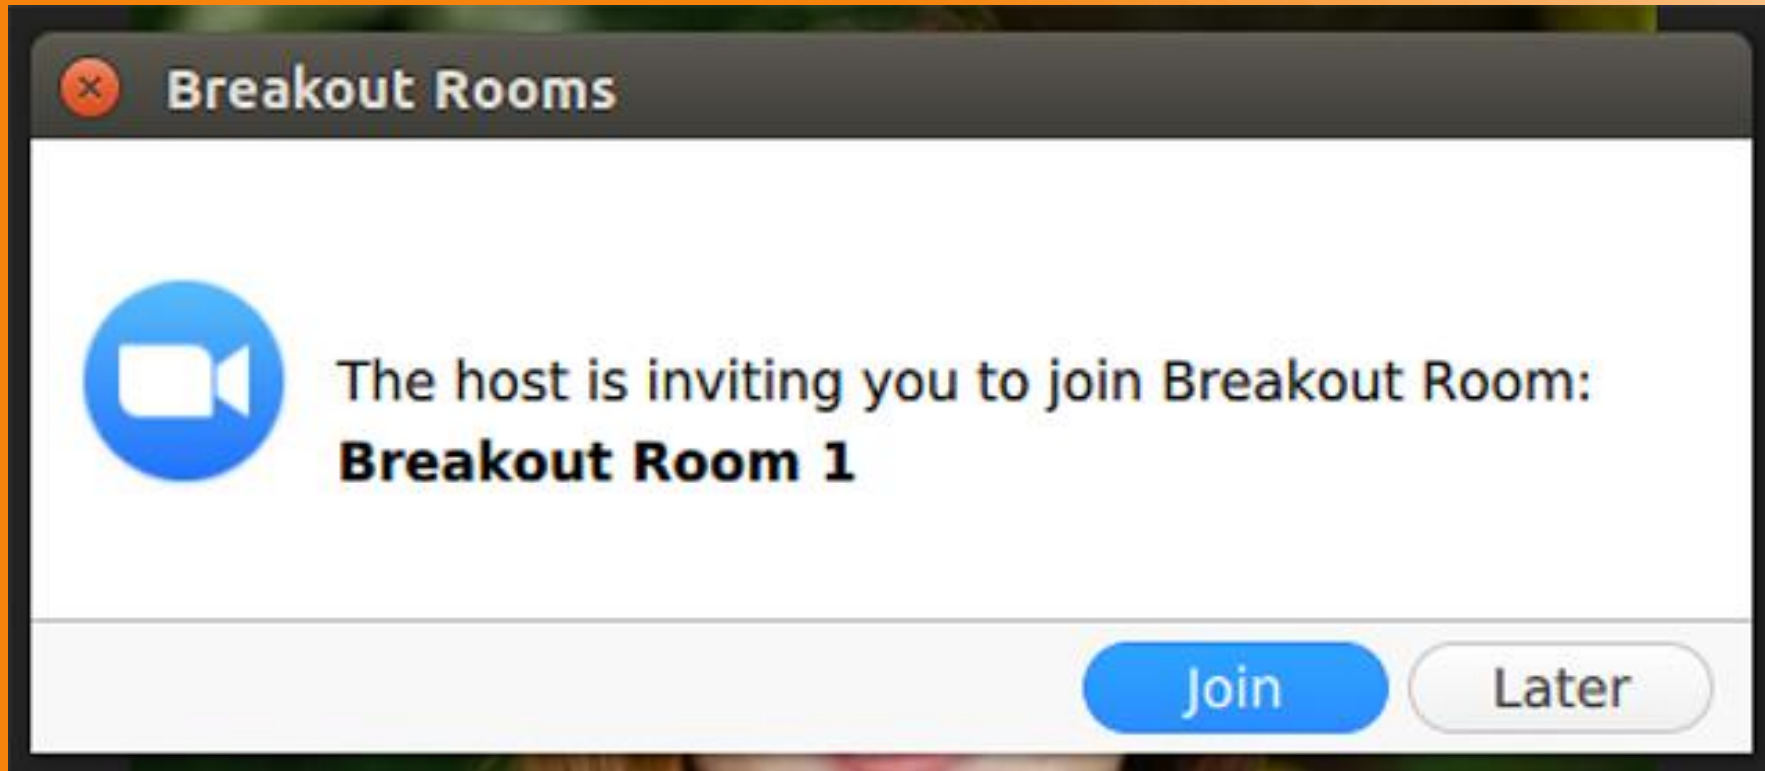 Breakout Rooms
The host is inviting you to join Breakout Room:
Breakout Room 1
Join
Later